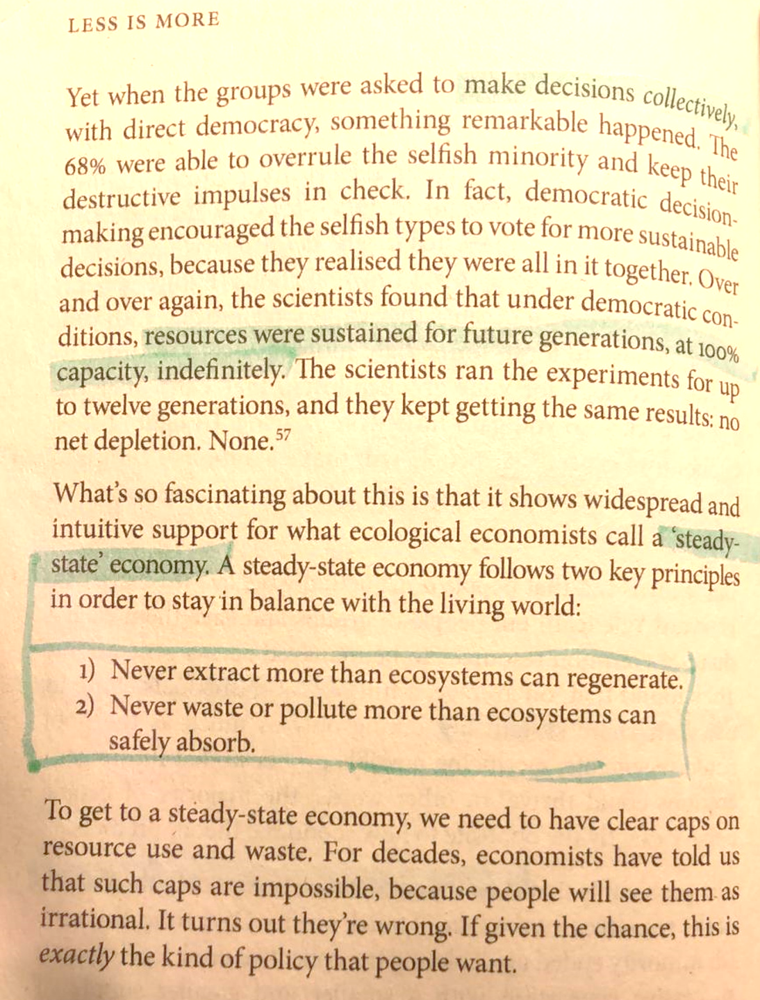 LESS IS MORE
Yet when the groups were asked to make decisions collectively,
with direct democracy, something remarkable happened. The
68% were able to overrule the selfish minority and keep their
destructive impulses in check. In fact, democratic decision-
making encouraged the selfish types to vote for more sustainable
decisions, because they realised they were all in it together. Over
and over again, the scientists found that under democratic con-
ditions, resources were sustained for future generations, at 100%
capacity, indefinitely. The scientists ran the experiments for up
to twelve generations, and they kept getting the same results: no
net depletion. None.57
What's so fascinating about this is that it shows widespread and
intuitive support for what ecological economists call a 'steady-
state' economy. A steady-state economy follows two key principles
in order to stay in balance with the living world:
1) Never extract more than ecosystems can regenerate.
2) Never waste or pollute more than ecosystems can
safely absorb.
To get to a steady-state economy, we need to have clear caps on
resource use and waste. For decades, economists have told us
that such caps are impossible, because people will see them as
irrational. It turns out they're wrong. If given the chance, this is
exactly the kind of policy that people want.